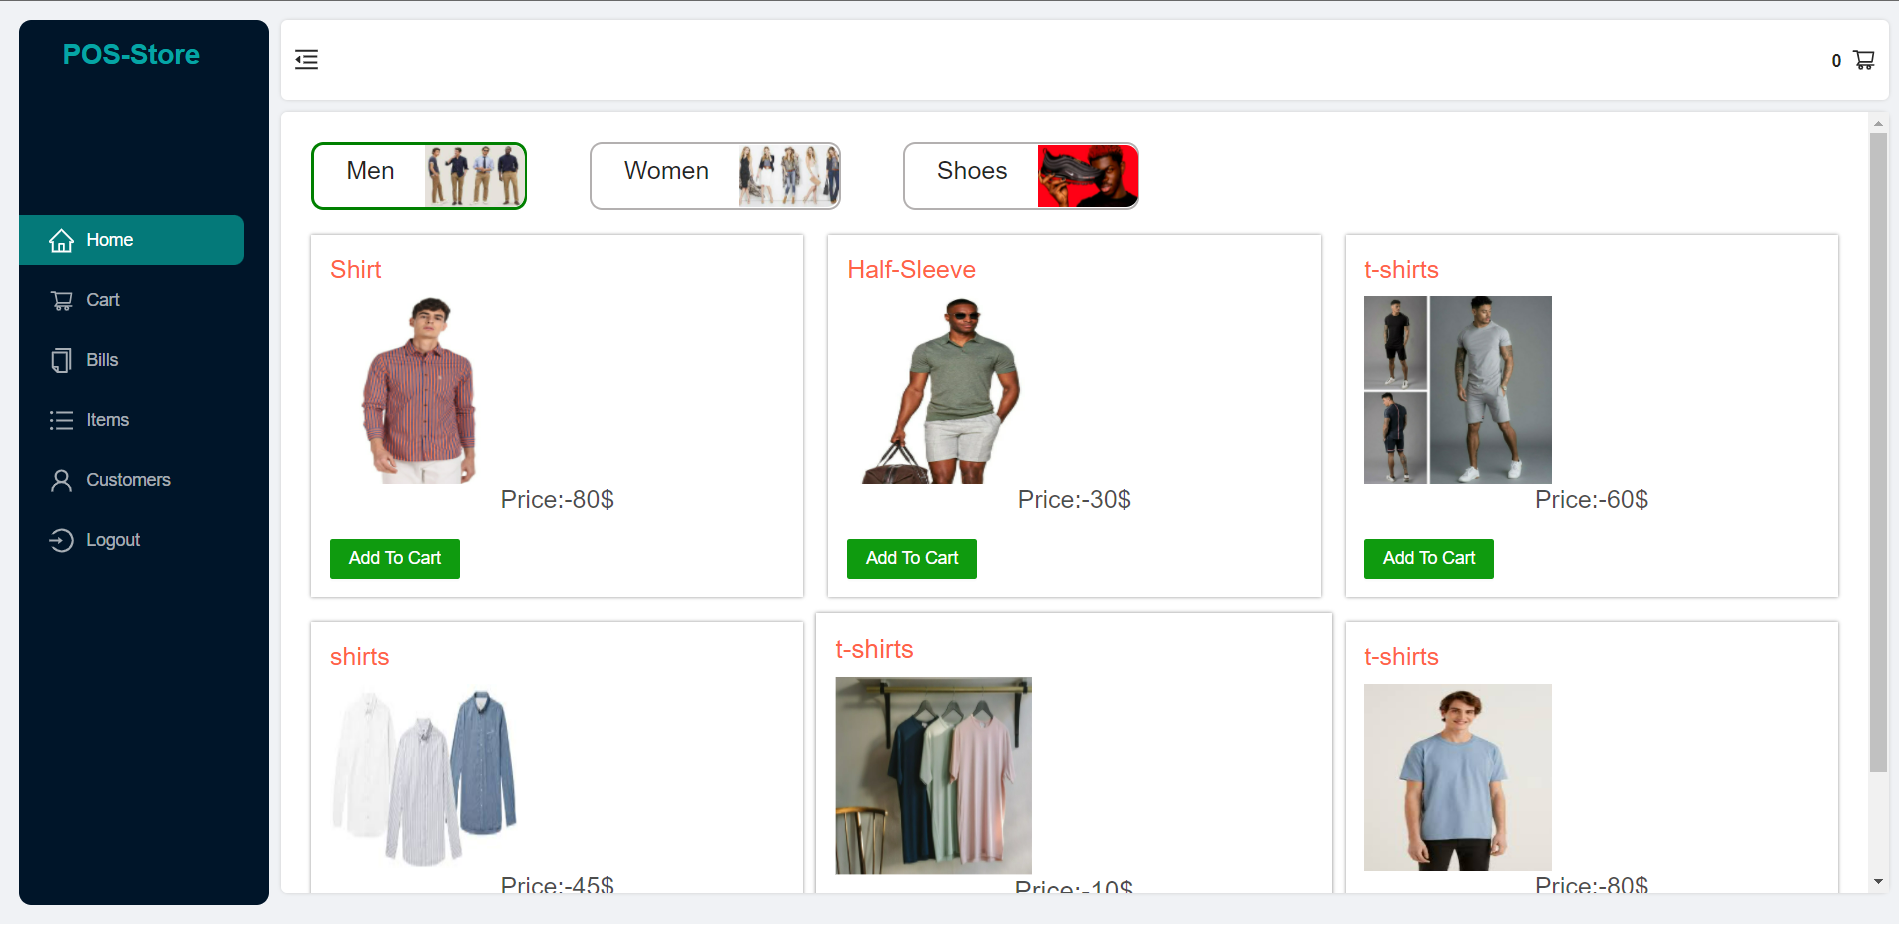 POS-Store
0
Home
Cart
Bills
Items
Customers
Logout
Men
Women
Shoes
Shirt
Price:-80$
Add To Cart
Half-Sleeve
Price:-30$
Add To Cart
t-shirts
Price:-60$
Add To Cart
shirts
Price:-45$
t-shirts
Price:-10$
t-shirts
Price:-80$